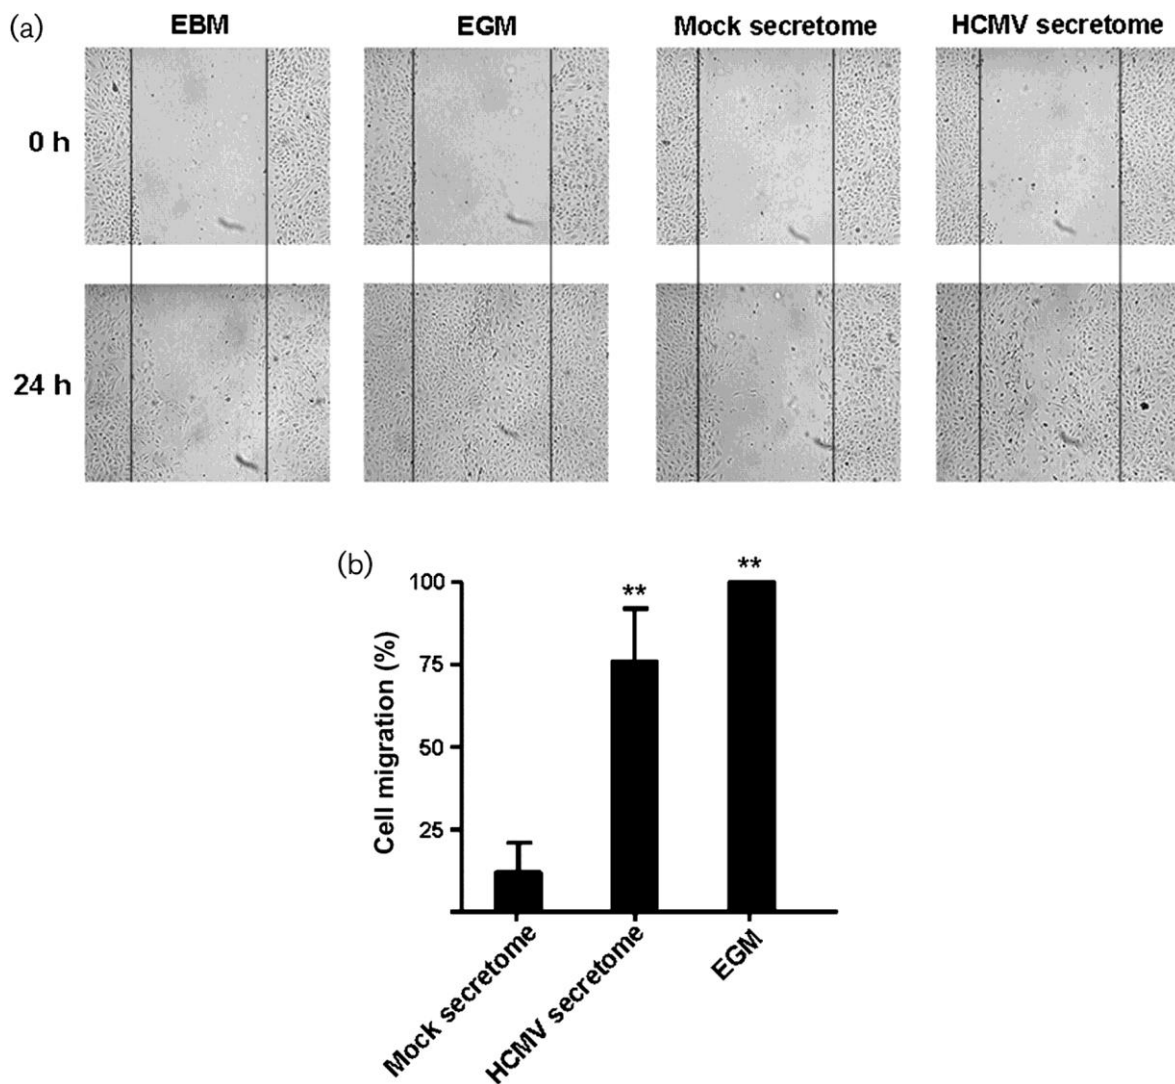 (a)
EBM EGM Mock secretome HCMV secretome
0 h
24 h
(b)
100
75
50
25
Cell migration (%)
** **
Mock secretome
HCMV secretome
EGM